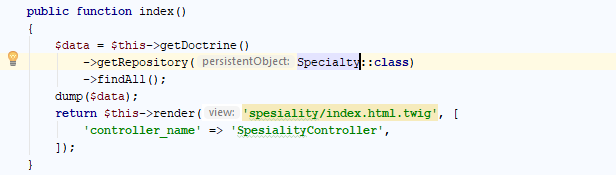 public function index()
{
    $data = $this->getDoctrine()
        ->getRepository( persistentObject: Specialty::class)
        ->findAll();
    dump($data);
    return $this->render( view: 'spesiality/index.html.twig', [
        'controller_name' => 'SpesialityController',
    ]);
}